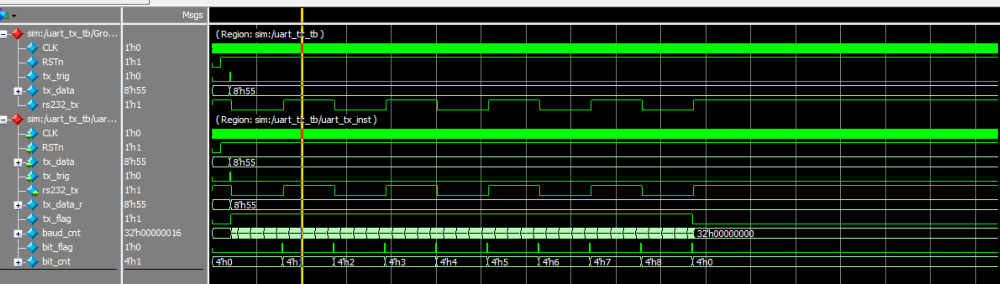 Msgs
sim:/uart_tx_tb/Gro...
(Region: sim:/uart_tx_tb)
CLK 1'h0
RSTn 1'h1
tx_trig 1'h0
tx_data 8'h55 8'h55
rs232_tx 1'h1
sim:/uart_tx_tb/uar...
(Region: sim:/uart_tx_tb/uart_tx_inst)
CLK 1'h0
RSTn 1'h1
tx_data 8'h55 8'h55
tx_trig 1'h0
rs232_tx 1'h1
tx_data_r 8'h55 8'h55
tx_flag 1'h1
baud_cnt 32'h00000016 32'h00000000
bit_flag 1'h0
bit_cnt 4'h1 4'h0 4'h1 4'h2 4'h3 4'h4 4'h5 4'h6 4'h7 4'h8 4'h0